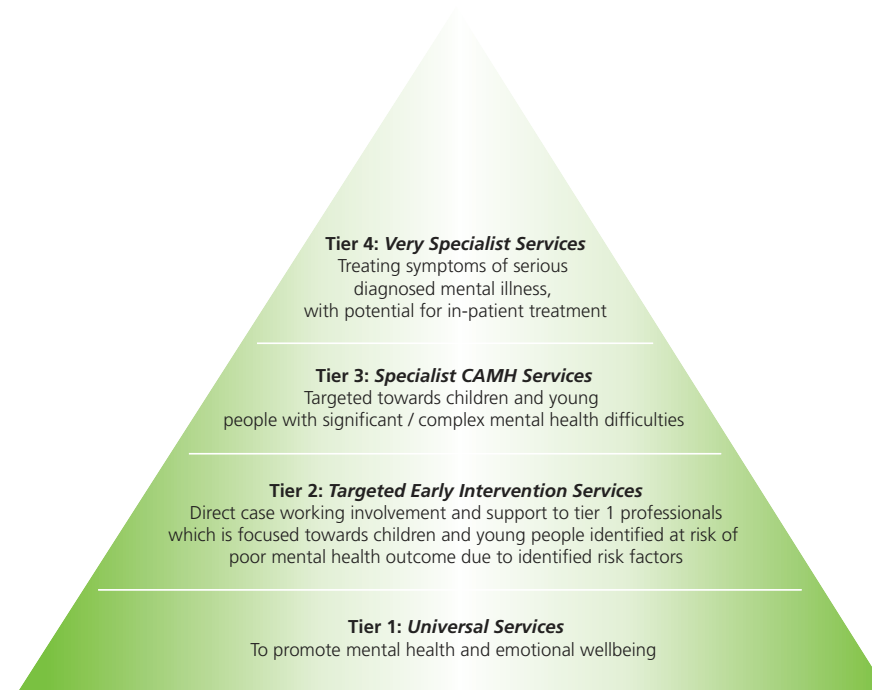 Tier 4: Very Specialist Services
Treating symptoms of serious
diagnosed mental illness,
with potential for in-patient treatment
Tier 3: Specialist CAMH Services
Targeted towards children and young
people with significant / complex mental health difficulties
Tier 2: Targeted Early Intervention Services
Direct case working involvement and support to tier 1 professionals
which is focused towards children and young people identified at risk of
poor mental health outcome due to identified risk factors
Tier 1: Universal Services
To promote mental health and emotional wellbeing